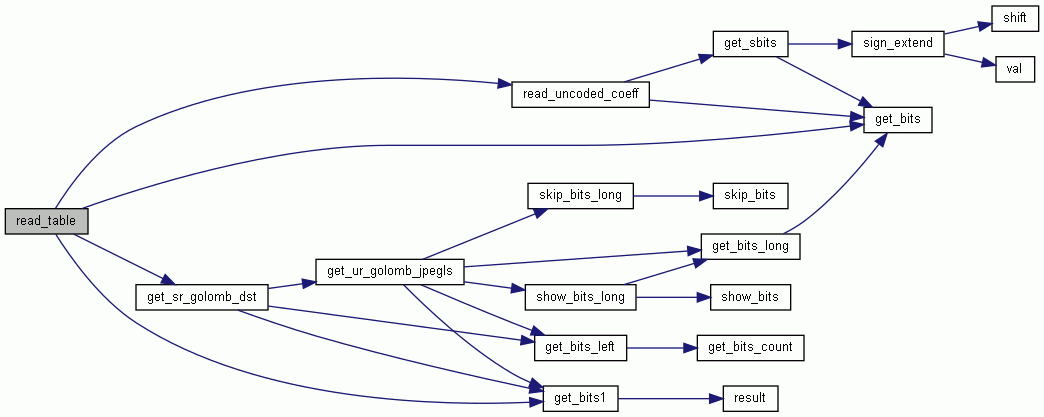 shift
get_sbits
sign_extend
val
read_uncoded_coeff
get_bits
skip_bits_long
skip_bits
read_table
get_bits_long
get_ur_golomb_jpegls
get_sr_golomb_dst
show_bits_long
show_bits
get_bits_left
get_bits_count
get_bits1
result